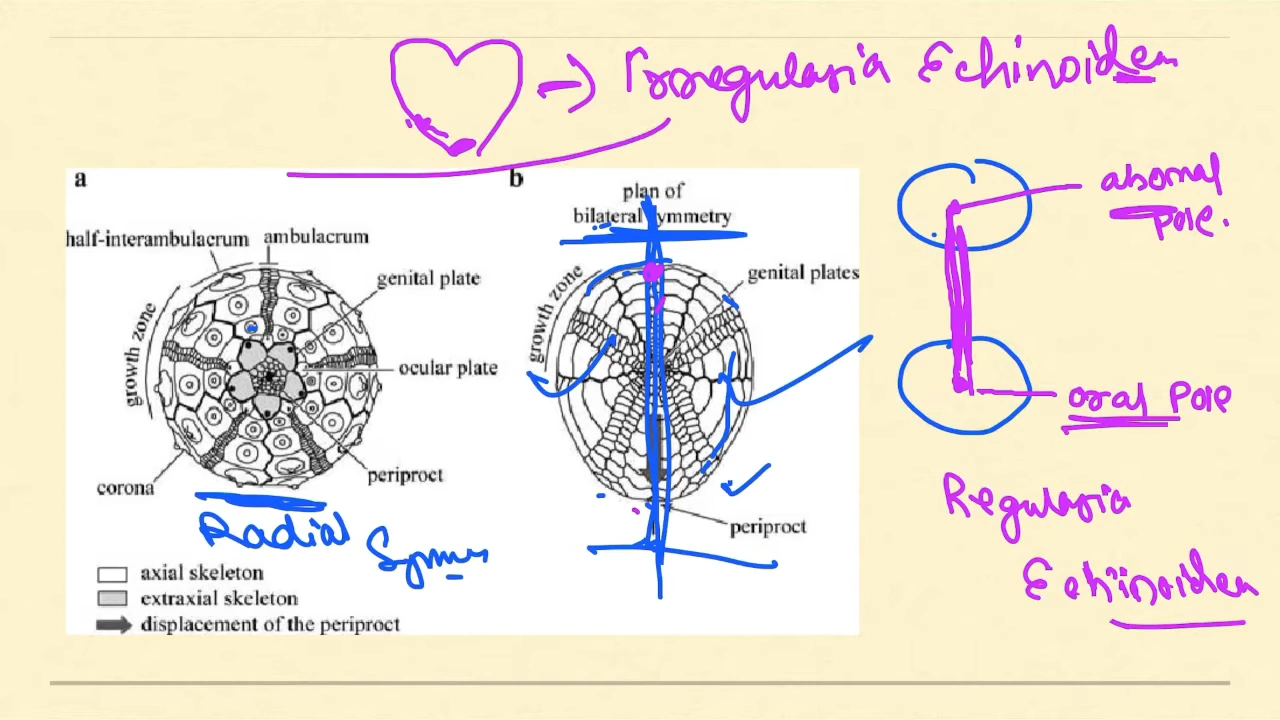 Irregularia Echinoidea
a
b
plan of
bilateral symmetry
half-interambulacrum
ambulacrum
genital plate
genital plates
growth zone
growth zone
ocular plate
corona
periproct
periproct
Radial
Symm
axial skeleton
extraxial skeleton
displacement of the periproct
aboral
Pole.
oral Pole
Regularia
Echinoidea